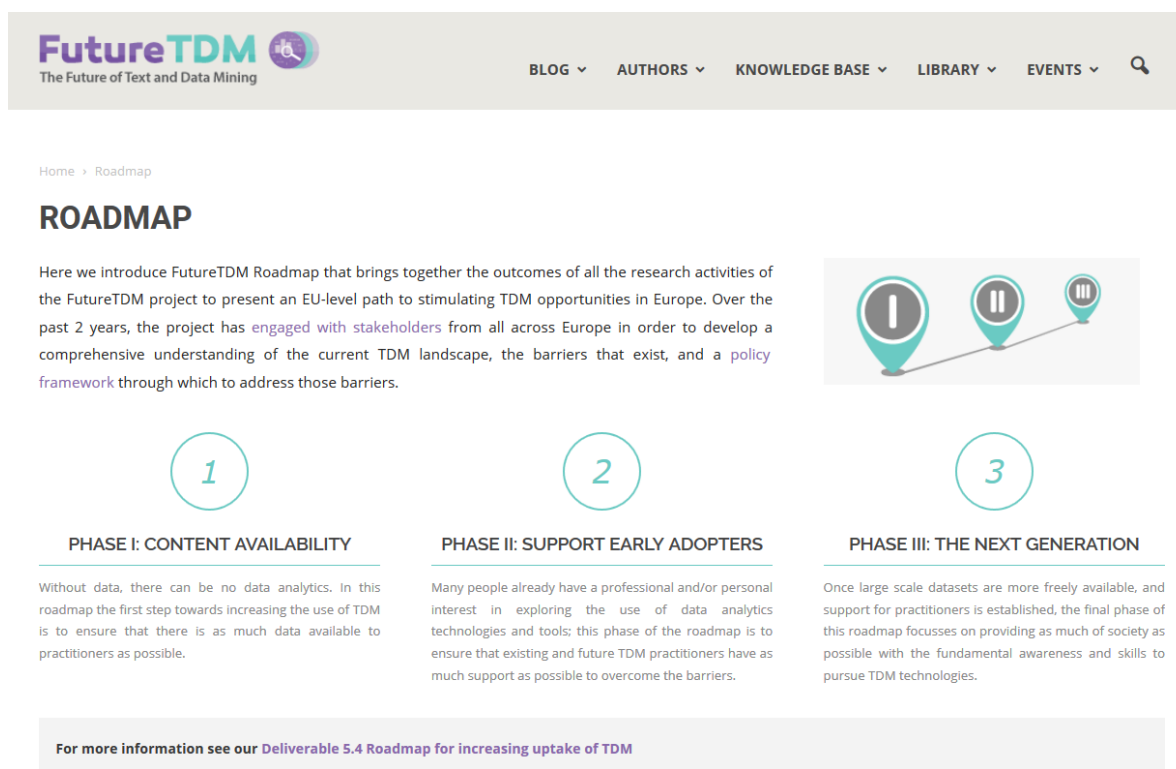 FutureTDM
The Future of Text and Data Mining
BLOG AUTHORS KNOWLEDGE BASE LIBRARY EVENTS
Home › Roadmap
ROADMAP
Here we introduce FutureTDM Roadmap that brings together the outcomes of all the research activities of
the FutureTDM project to present an EU-level path to stimulating TDM opportunities in Europe. Over the
past 2 years, the project has engaged with stakeholders from all across Europe in order to develop a
comprehensive understanding of the current TDM landscape, the barriers that exist, and a policy
framework through which to address those barriers.
I II III
1
PHASE I: CONTENT AVAILABILITY
Without data, there can be no data analytics. In this
roadmap the first step towards increasing the use of TDM
is to ensure that there is as much data available to
practitioners as possible.
2
PHASE II: SUPPORT EARLY ADOPTERS
Many people already have a professional and/or personal
interest in exploring the use of data analytics
technologies and tools; this phase of the roadmap is to
ensure that existing and future TDM practitioners have as
much support as possible to overcome the barriers.
3
PHASE III: THE NEXT GENERATION
Once large scale datasets are more freely available, and
support for practitioners is established, the final phase of
this roadmap focusses on providing as much of society as
possible with the fundamental awareness and skills to
pursue TDM technologies.
For more information see our Deliverable 5.4 Roadmap for increasing uptake of TDM